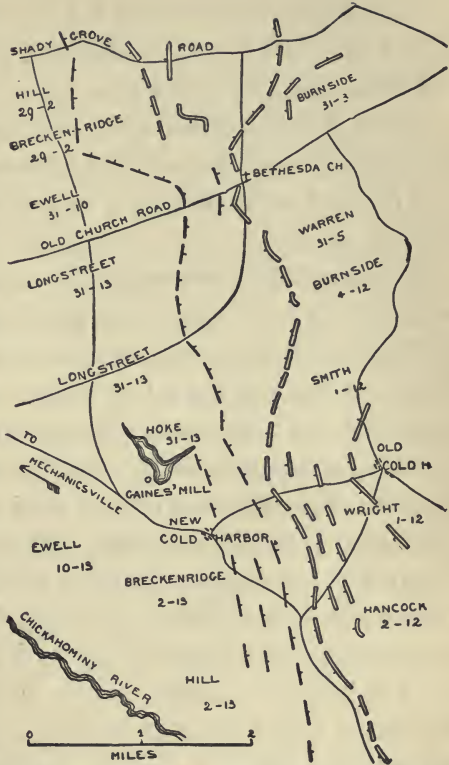 SHADY GROVE ROAD
HILL
29-2
BRECKEN-RIDGE
29-2
BURNSIDE
31-3
EWELL
31-10
BETHESDA CH
OLD CHURCH ROAD
WARREN
31-5
LONGSTREET
31-13
BURNSIDE
4-12
LONGSTREET
31-13
SMITH
1-12
HOKE
31-13
TO
MECHANICSVILLE
GAINES' MILL
OLD
COLD H.
WRIGHT
1-12
NEW
COLD HARBOR
EWELL
10-13
BRECKENRIDGE
2-13
HANCOCK
2-12
CHICKAHOMINY
RIVER
HILL
2-13
0 2
MILES